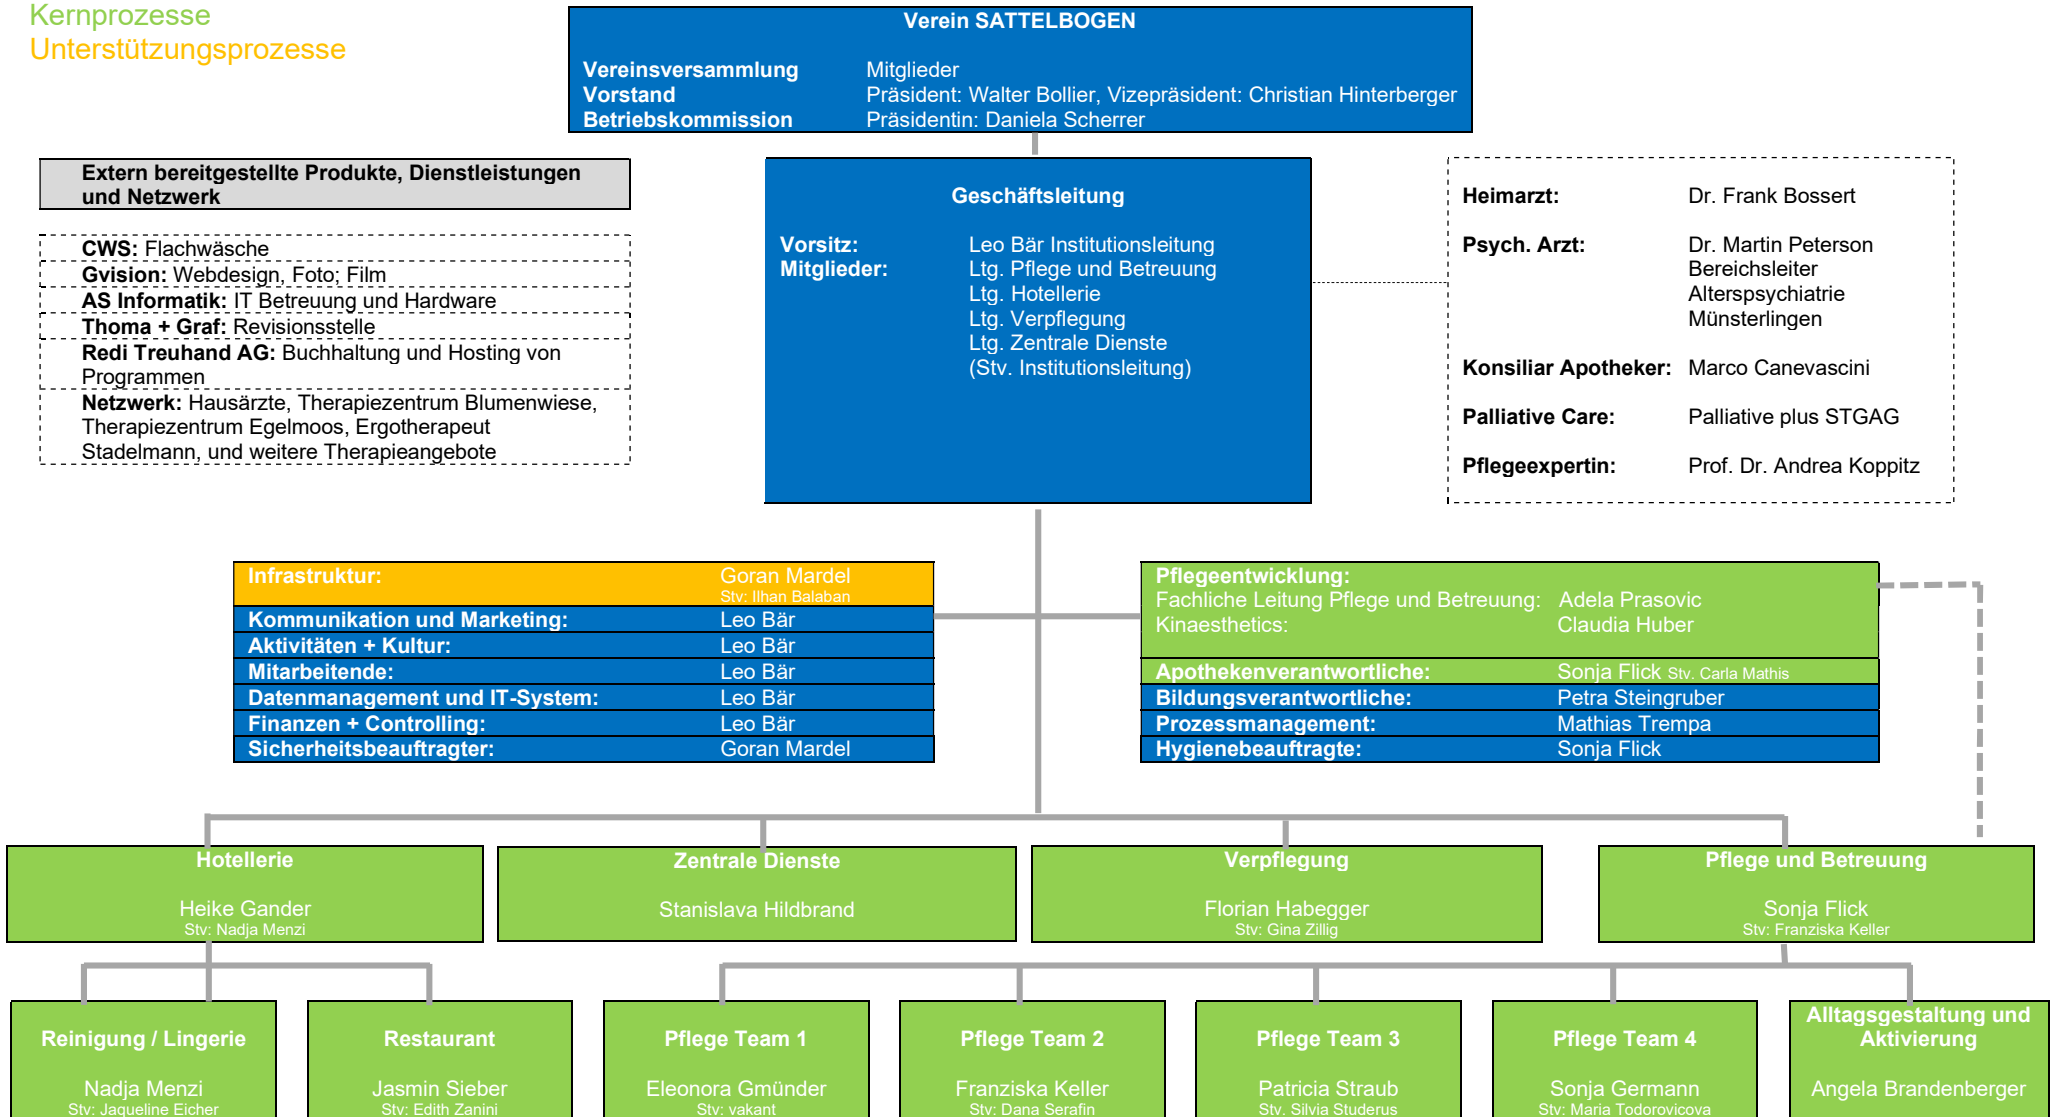 Kernprozesse
Unterstützungsprozesse
Verein SATTELBOGEN
Vereinsversammlung Mitglieder
Vorstand Präsident: Walter Bollier, Vizepräsident: Christian Hinterberger
Betriebskommission Präsidentin: Daniela Scherrer
Extern bereitgestellte Produkte, Dienstleistungen
und Netzwerk
CWS: Flachwäsche
Gvision: Webdesign, Foto; Film
AS Informatik: IT Betreuung und Hardware
Thoma + Graf: Revisionsstelle
Redi Treuhand AG: Buchhaltung und Hosting von
Programmen
Netzwerk: Hausärzte, Therapiezentrum Blumenwiese,
Therapiezentrum Egelmoos, Ergotherapeut
Stadelmann, und weitere Therapieangebote
Geschäftsleitung
Vorsitz: Leo Bär Institutionsleitung
Mitglieder: Ltg. Pflege und Betreuung
Ltg. Hotellerie
Ltg. Verpflegung
Ltg. Zentrale Dienste
(Stv. Institutionsleitung)
Heimarzt: Dr. Frank Bossert
Psych. Arzt: Dr. Martin Peterson
Bereichsleiter
Alterspsychiatrie
Münsterlingen
Konsiliar Apotheker: Marco Canevascini
Palliative Care: Palliative plus STGAG
Pflegeexpertin: Prof. Dr. Andrea Koppitz
Infrastruktur: Goran Mardel
Stv: Ilhan Balaban
Kommunikation und Marketing: Leo Bär
Aktivitäten + Kultur: Leo Bär
Mitarbeitende: Leo Bär
Datenmanagement und IT-System: Leo Bär
Finanzen + Controlling: Leo Bär
Sicherheitsbeauftragter: Goran Mardel
Pflegeentwicklung:
Fachliche Leitung Pflege und Betreuung: Adela Prasovic
Kinaesthetics: Claudia Huber
Apothekenverantwortliche: Sonja Flick Stv. Carla Mathis
Bildungsverantwortliche: Petra Steingruber
Prozessmanagement: Mathias Trempa
Hygienebeauftragte: Sonja Flick
Hotellerie
Heike Gander
Stv: Nadja Menzi
Zentrale Dienste
Stanislava Hildbrand
Verpflegung
Florian Habegger
Stv: Gina Zillig
Pflege und Betreuung
Sonja Flick
Stv: Franziska Keller
Reinigung / Lingerie
Nadja Menzi
Stv: Jaqueline Eicher
Restaurant
Jasmin Sieber
Stv: Edith Zanini
Pflege Team 1
Eleonora Gmünder
Stv: vakant
Pflege Team 2
Franziska Keller
Stv: Dana Serafin
Pflege Team 3
Patricia Straub
Stv. Silvia Studerus
Pflege Team 4
Sonja Germann
Stv: Maria Todorovicova
Alltagsgestaltung und
Aktivierung
Angela Brandenberger